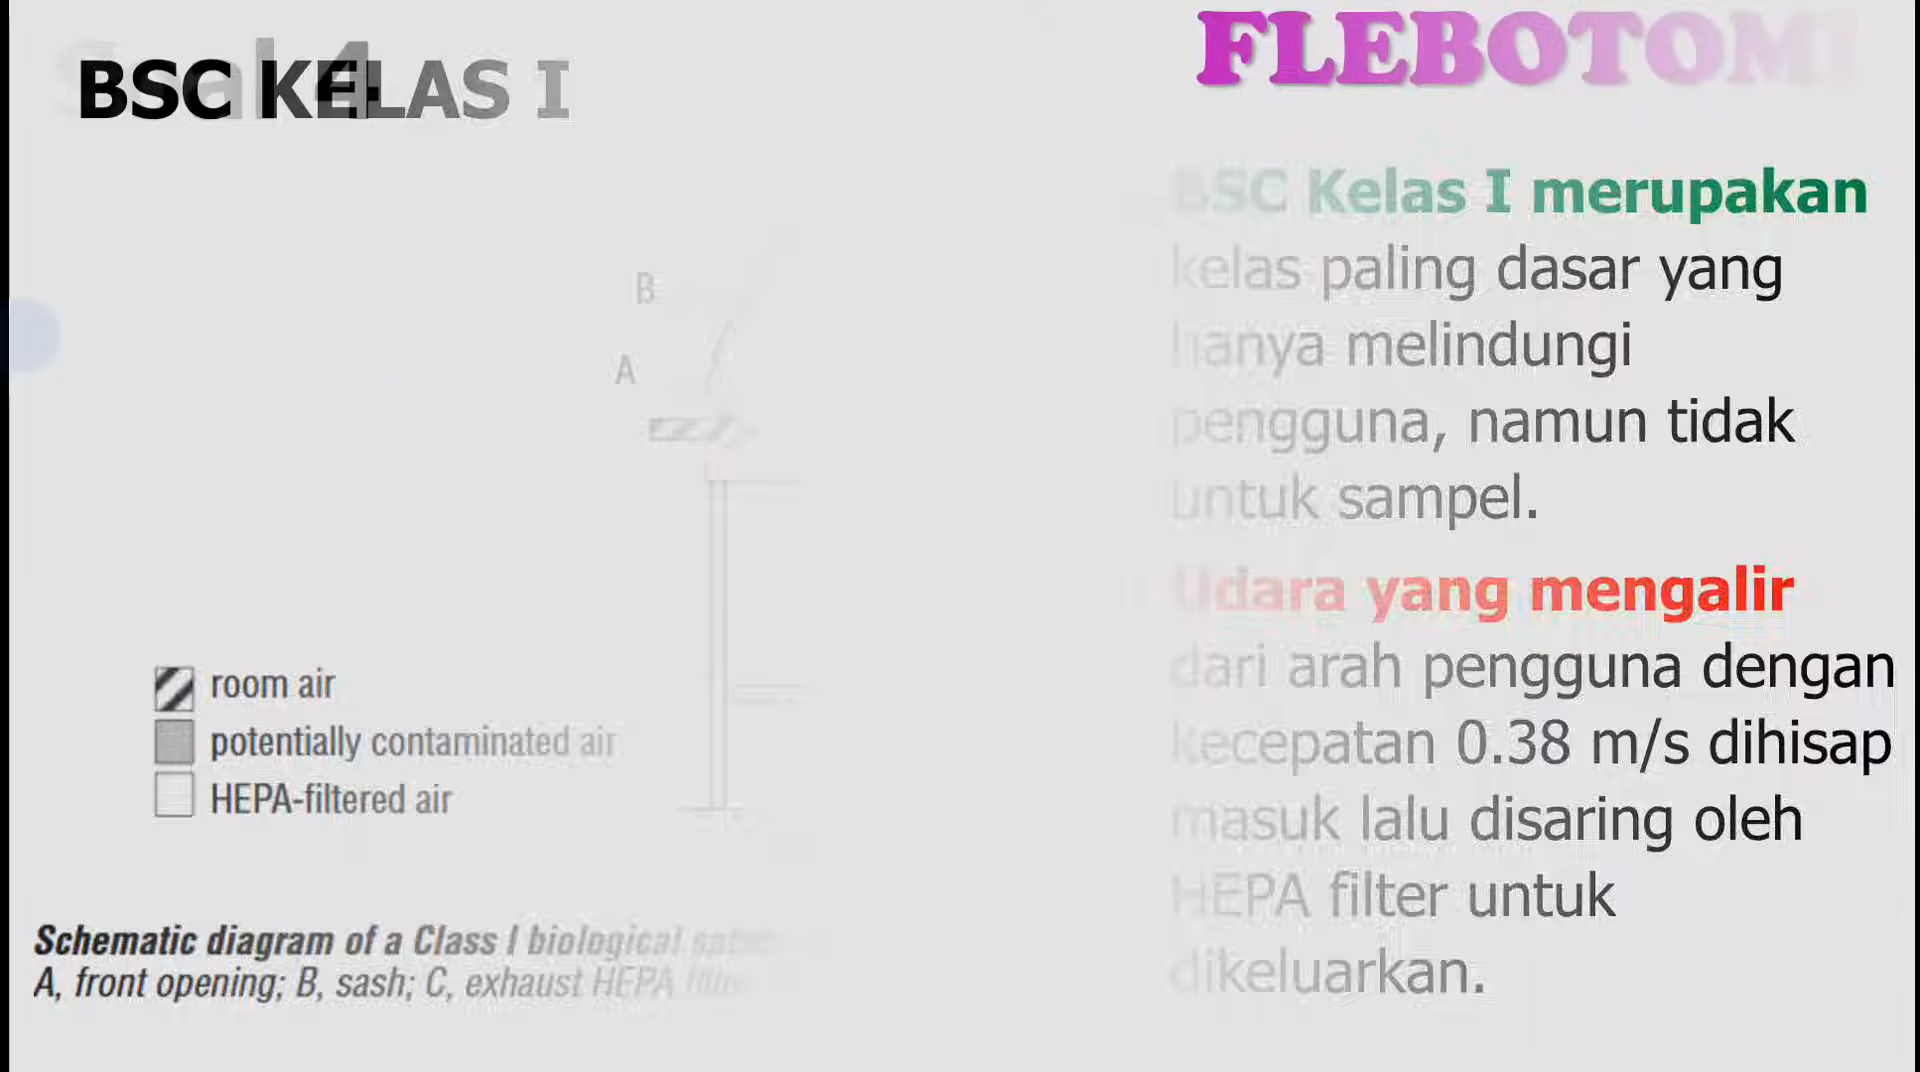 BSC KELAS I
FLEBOTOMI
BSC Kelas I merupakan
kelas paling dasar yang
hanya melindungi
pengguna, namun tidak
untuk sampel.
Udara yang mengalir
dari arah pengguna dengan
kecepatan 0.38 m/s dihisap
masuk lalu disaring oleh
HEPA filter untuk
dikeluarkan.
B
A
room air
potentially contaminated air
HEPA-filtered air
Schematic diagram of a Class I biological
A, front opening; B, sash; C, exhaust HEPA